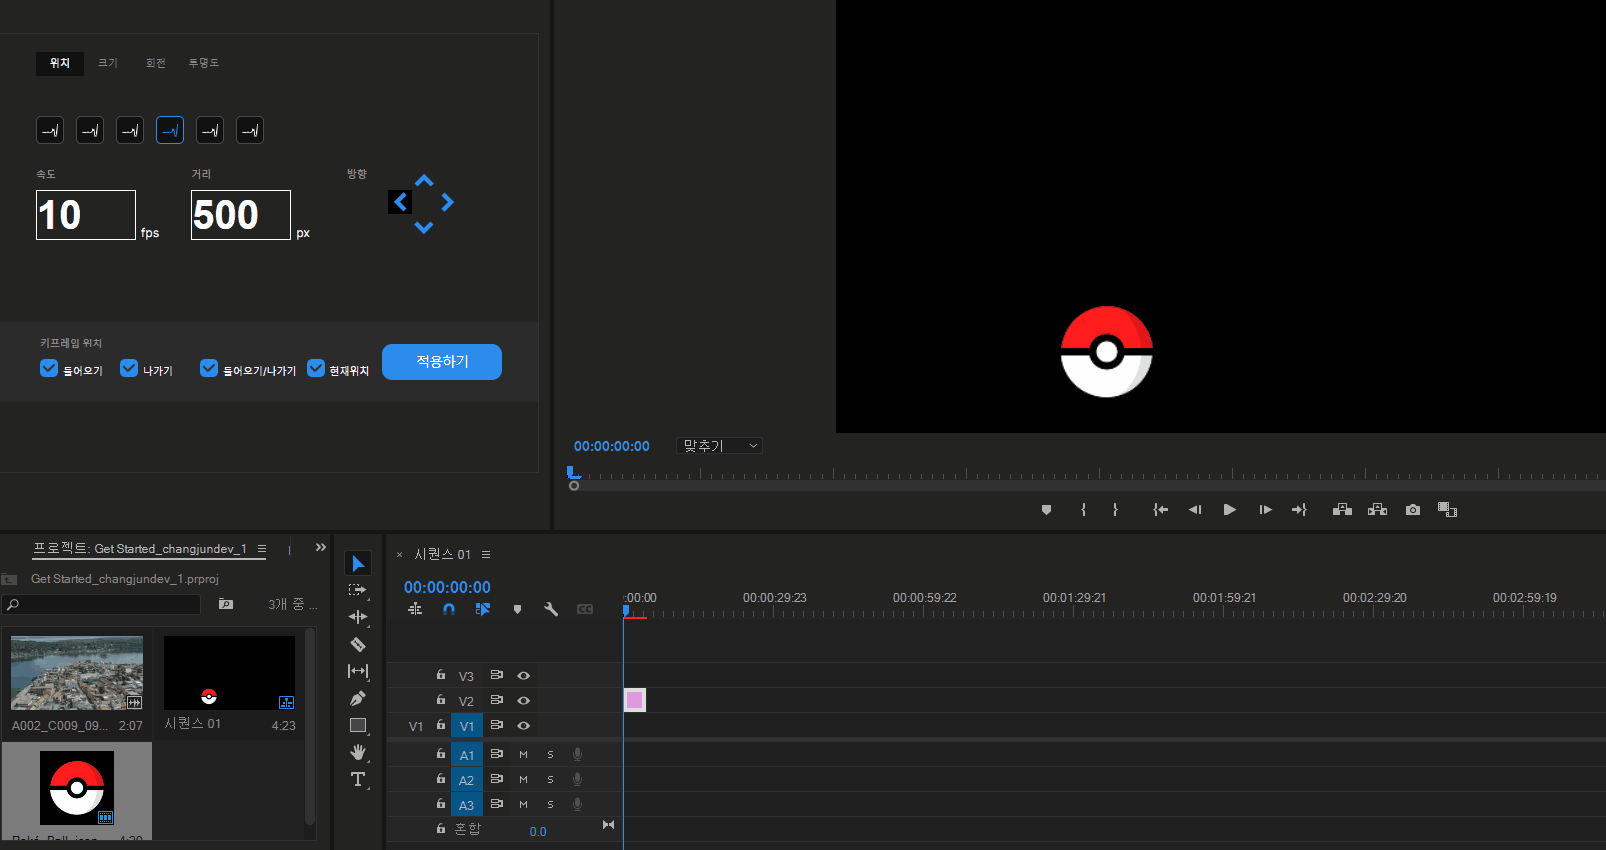 위치 크기 회전 투명도
속도 거리 방향
10 fps 500 px
키프레임 위치
들어오기 나가기 들어오기/나가기 현재위치 적용하기
00:00:00:00 맞추기
프로젝트: Get Started_changjundev_1
Get Started_changjundev_1.prproj
3개 중 ...
A002_C009_09... 2:07
시퀀스 01 4:23
× 시퀀스 01
00:00:00:00
:00:00 00:00:29:23 00:00:59:22 00:01:29:21 00:01:59:21 00:02:29:20 00:02:59:19
CC
V3
V2
V1 V1
A1 M S
A2 M S
A3 M S
혼합 0.0
T